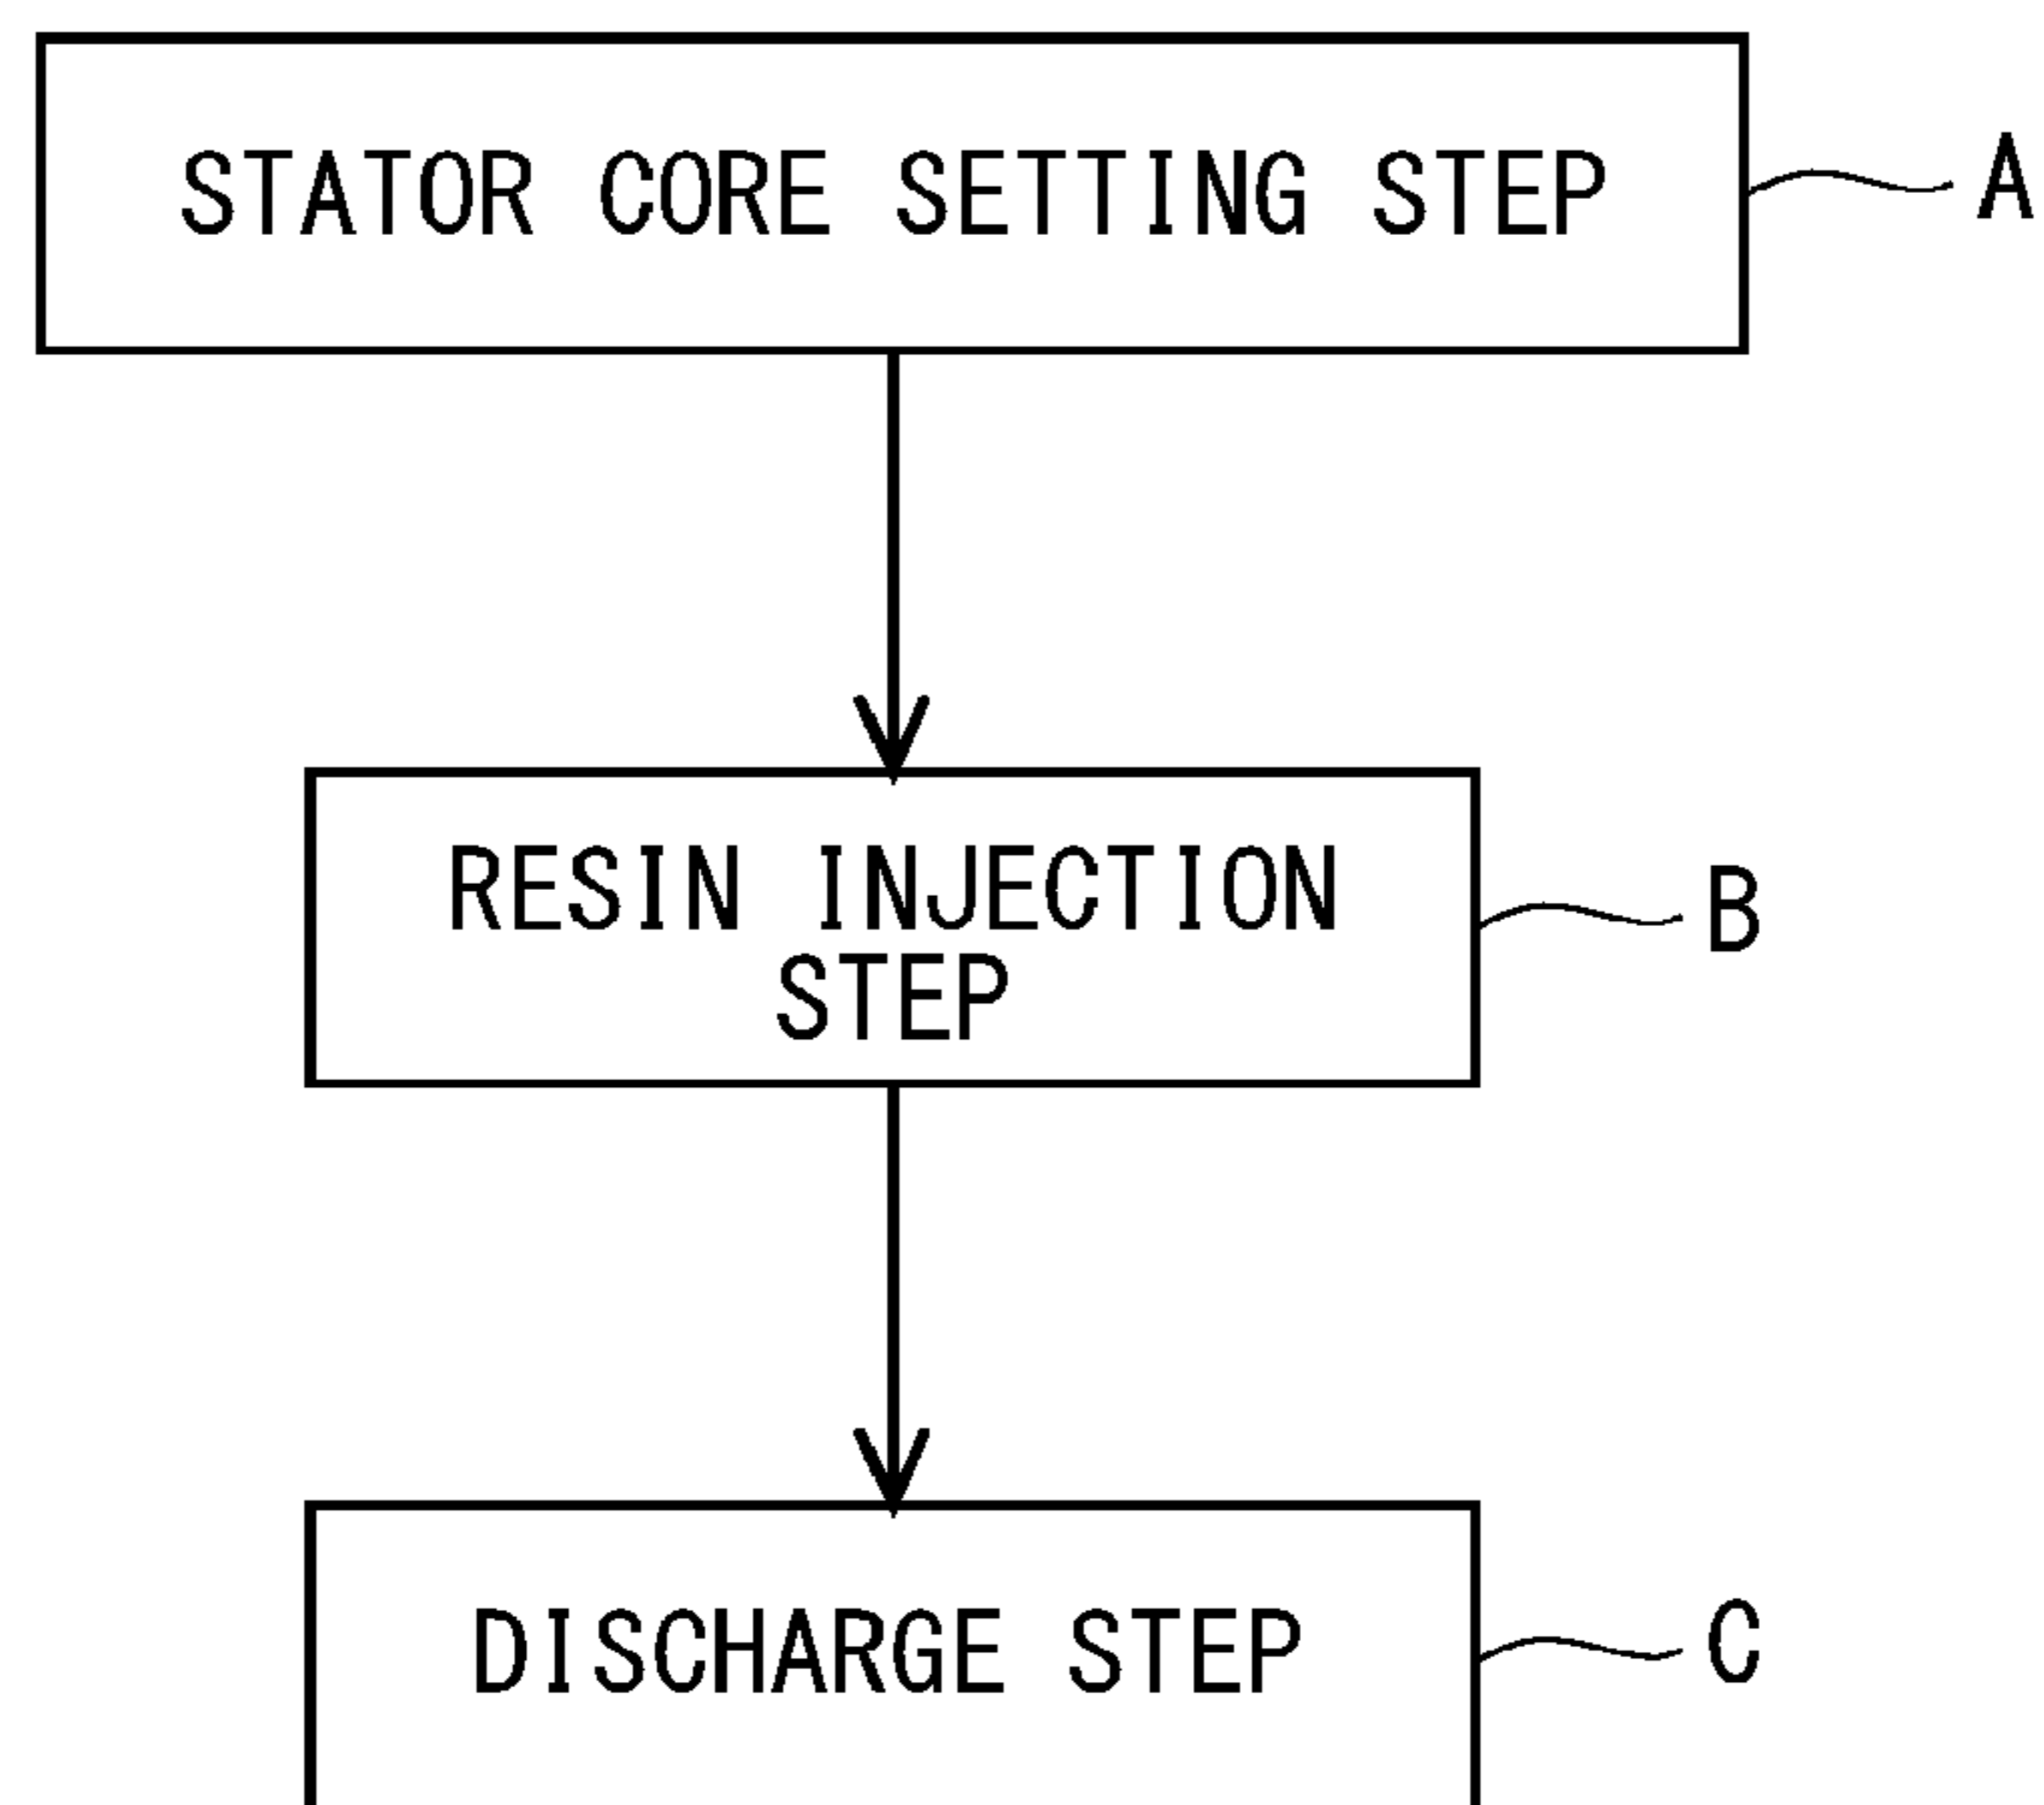 STATOR CORE SETTING STEP
A
RESIN INJECTION
STEP
B
DISCHARGE STEP
C